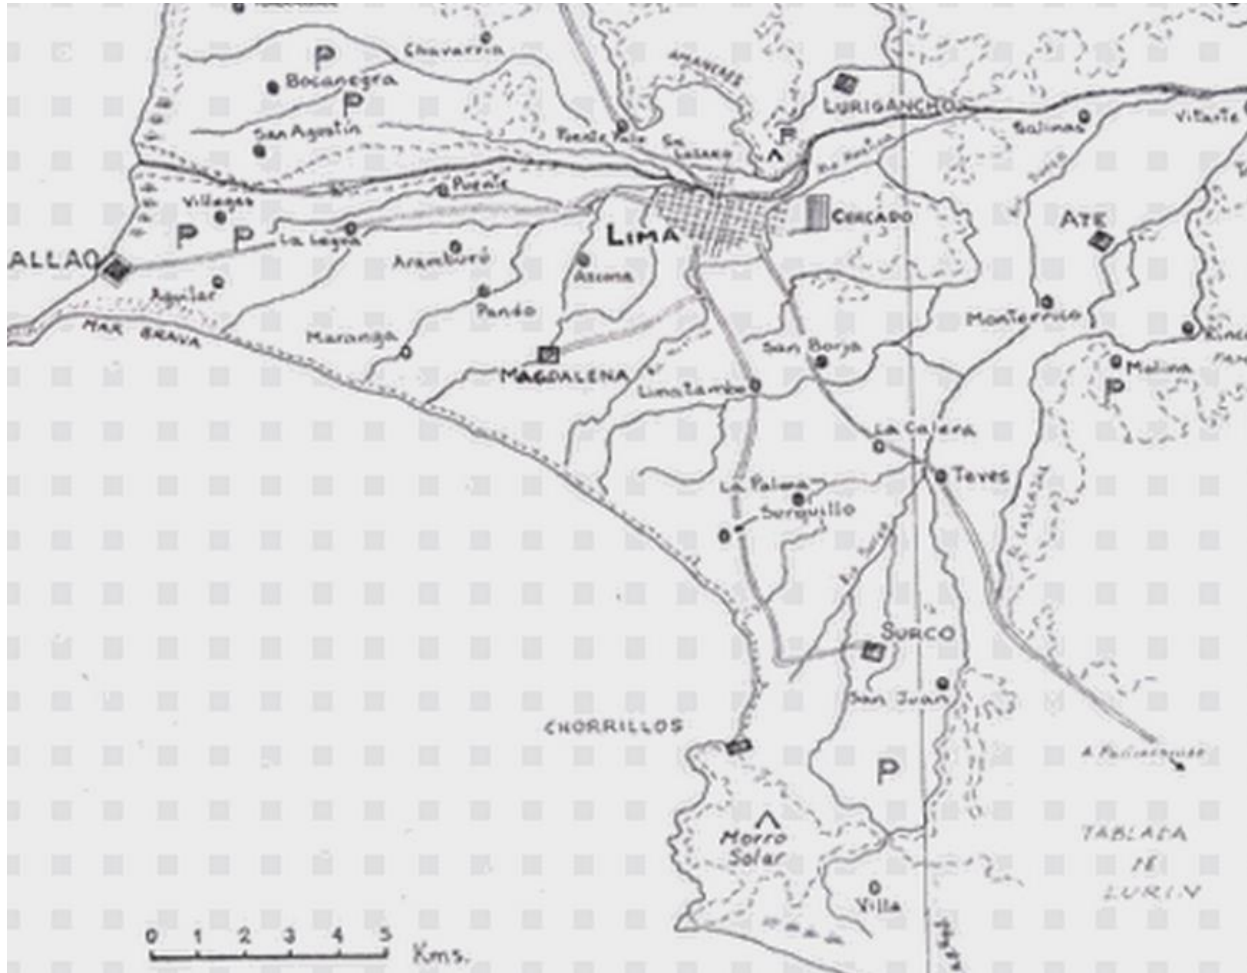 Chavarria
AMANCAES
Bocanegra
P
LURIGANCHO
P
San Agustín
Puente Palo
P
Salinas
Vitarte
Puente
Villegas
P
P
La Legua
LIMA
CERCADO
ATE
ALLAO
Aramburú
Azcona
Aguilar
Pando
Monterrico
MAR BRAVA
Maranga
San Borja
MAGDALENA
Limatambo
Molina
P
La Calera
La Palma
Teves
Surquillo
SURCO
San Juan
CHORRILLOS
P
Morro
Solar
TABLADA
DE
LURIN
Villa
0 1 2 3 4 5
Kms.